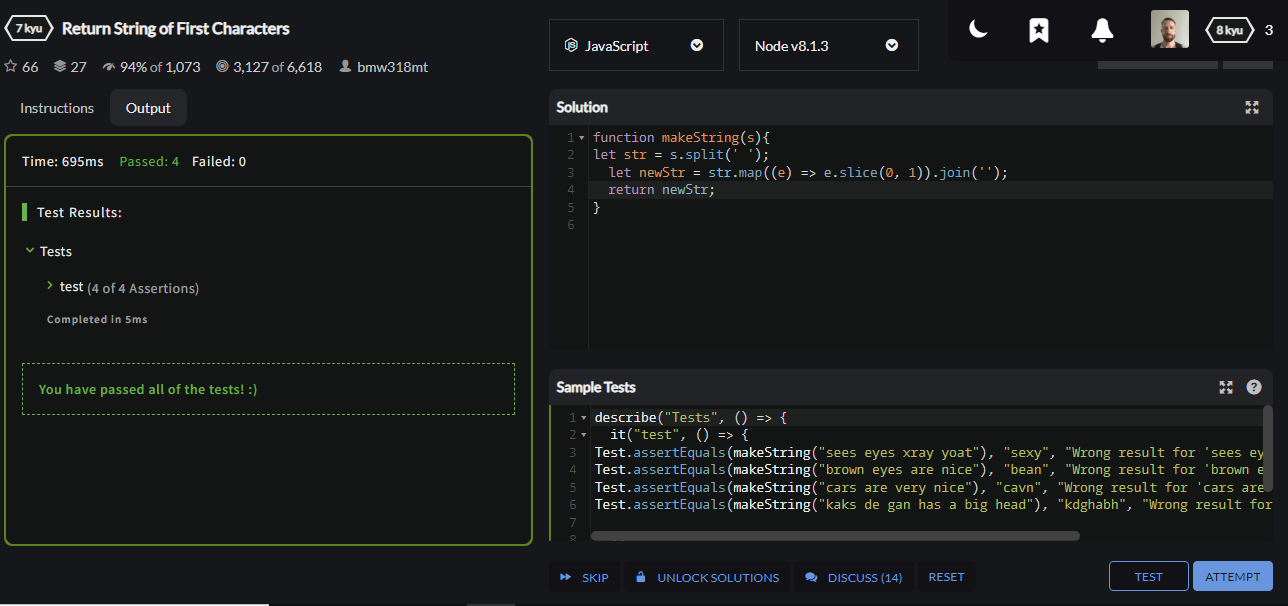 7 kyu Return String of First Characters
66 27 94% of 1,073 3,127 of 6,618 bmw318mt
JavaScript
Node v8.1.3
8 kyu 3
Instructions Output
Time: 695ms Passed: 4 Failed: 0
Test Results:
Tests
test (4 of 4 Assertions)
Completed in 5ms
You have passed all of the tests! :)
Solution
1 function makeString(s){
2 let str = s.split(' ');
3 let newStr = str.map((e) => e.slice(0, 1)).join('');
4 return newStr;
5 }
6
Sample Tests
1 describe("Tests", () => {
2 it("test", () => {
3 Test.assertEquals(makeString("sees eyes xray yoat"), "sexy", "Wrong result for 'sees ey
4 Test.assertEquals(makeString("brown eyes are nice"), "bean", "Wrong result for 'brown e
5 Test.assertEquals(makeString("cars are very nice"), "cavn", "Wrong result for 'cars are
6 Test.assertEquals(makeString("kaks de gan has a big head"), "kdghabh", "Wrong result for
7
8
SKIP UNLOCK SOLUTIONS DISCUSS (14) RESET TEST ATTEMPT